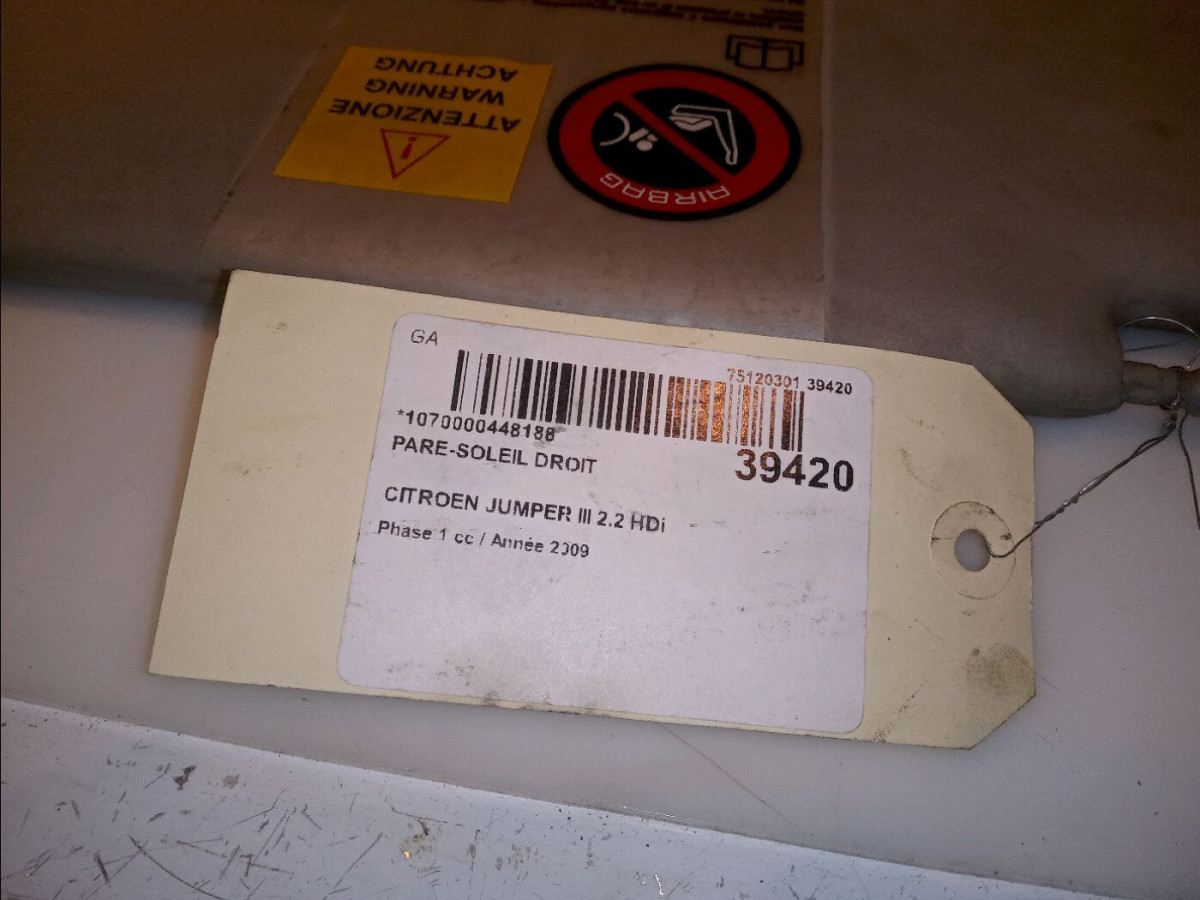 ATTENZIONE
WARNING
ACHTUNG
AIRBAG
GA
75120301 39420
*1070000448188
39420
PARE-SOLEIL DROIT
CITROEN JUMPER III 2.2 HDi
Phase 1 cc / Année 2009